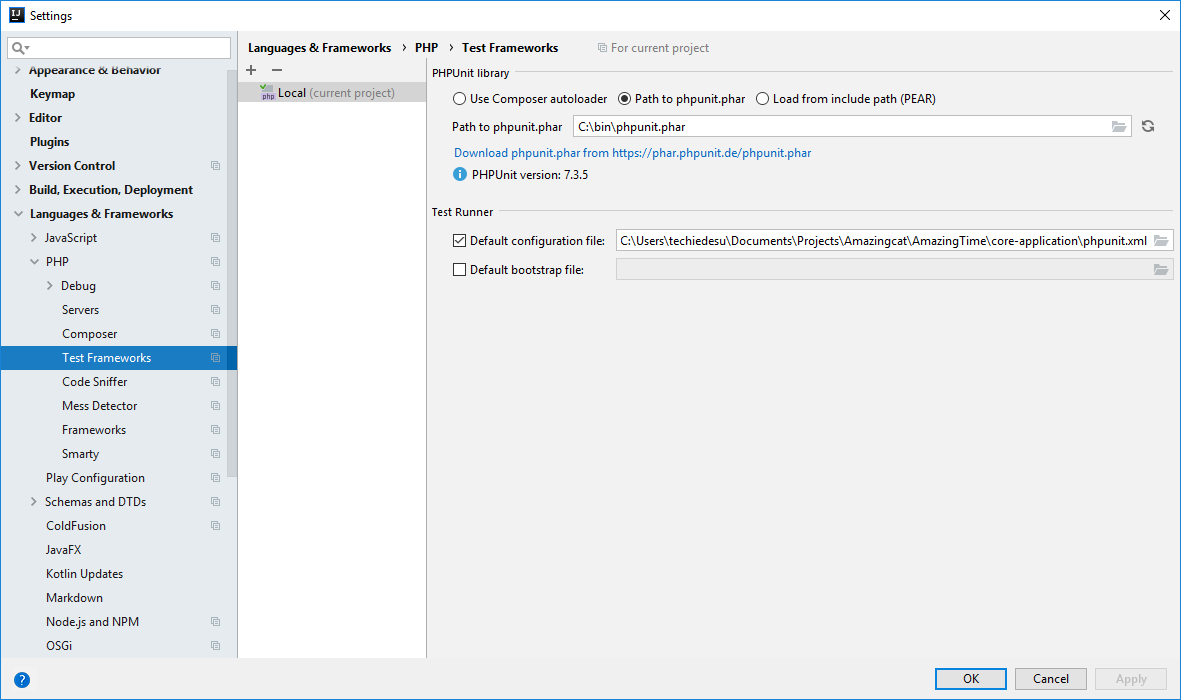 IJ
Settings
Appearance & Behavior
Keymap
Editor
Plugins
Version Control
Build, Execution, Deployment
Languages & Frameworks
JavaScript
PHP
Debug
Servers
Composer
Test Frameworks
Code Sniffer
Mess Detector
Frameworks
Smarty
Play Configuration
Schemas and DTDs
ColdFusion
JavaFX
Kotlin Updates
Markdown
Node.js and NPM
OSGi
Languages & Frameworks › PHP › Test Frameworks For current project
php Local (current project)
PHPUnit library
Use Composer autoloader Path to phpunit.phar Load from include path (PEAR)
Path to phpunit.phar C:\bin\phpunit.phar
Download phpunit.phar from https://phar.phpunit.de/phpunit.phar
i PHPUnit version: 7.3.5
Test Runner
Default configuration file: C:\Users\techiedesu\Documents\Projects\Amazingcat\AmazingTime\core-application\phpunit.xml
Default bootstrap file:
? OK Cancel Apply